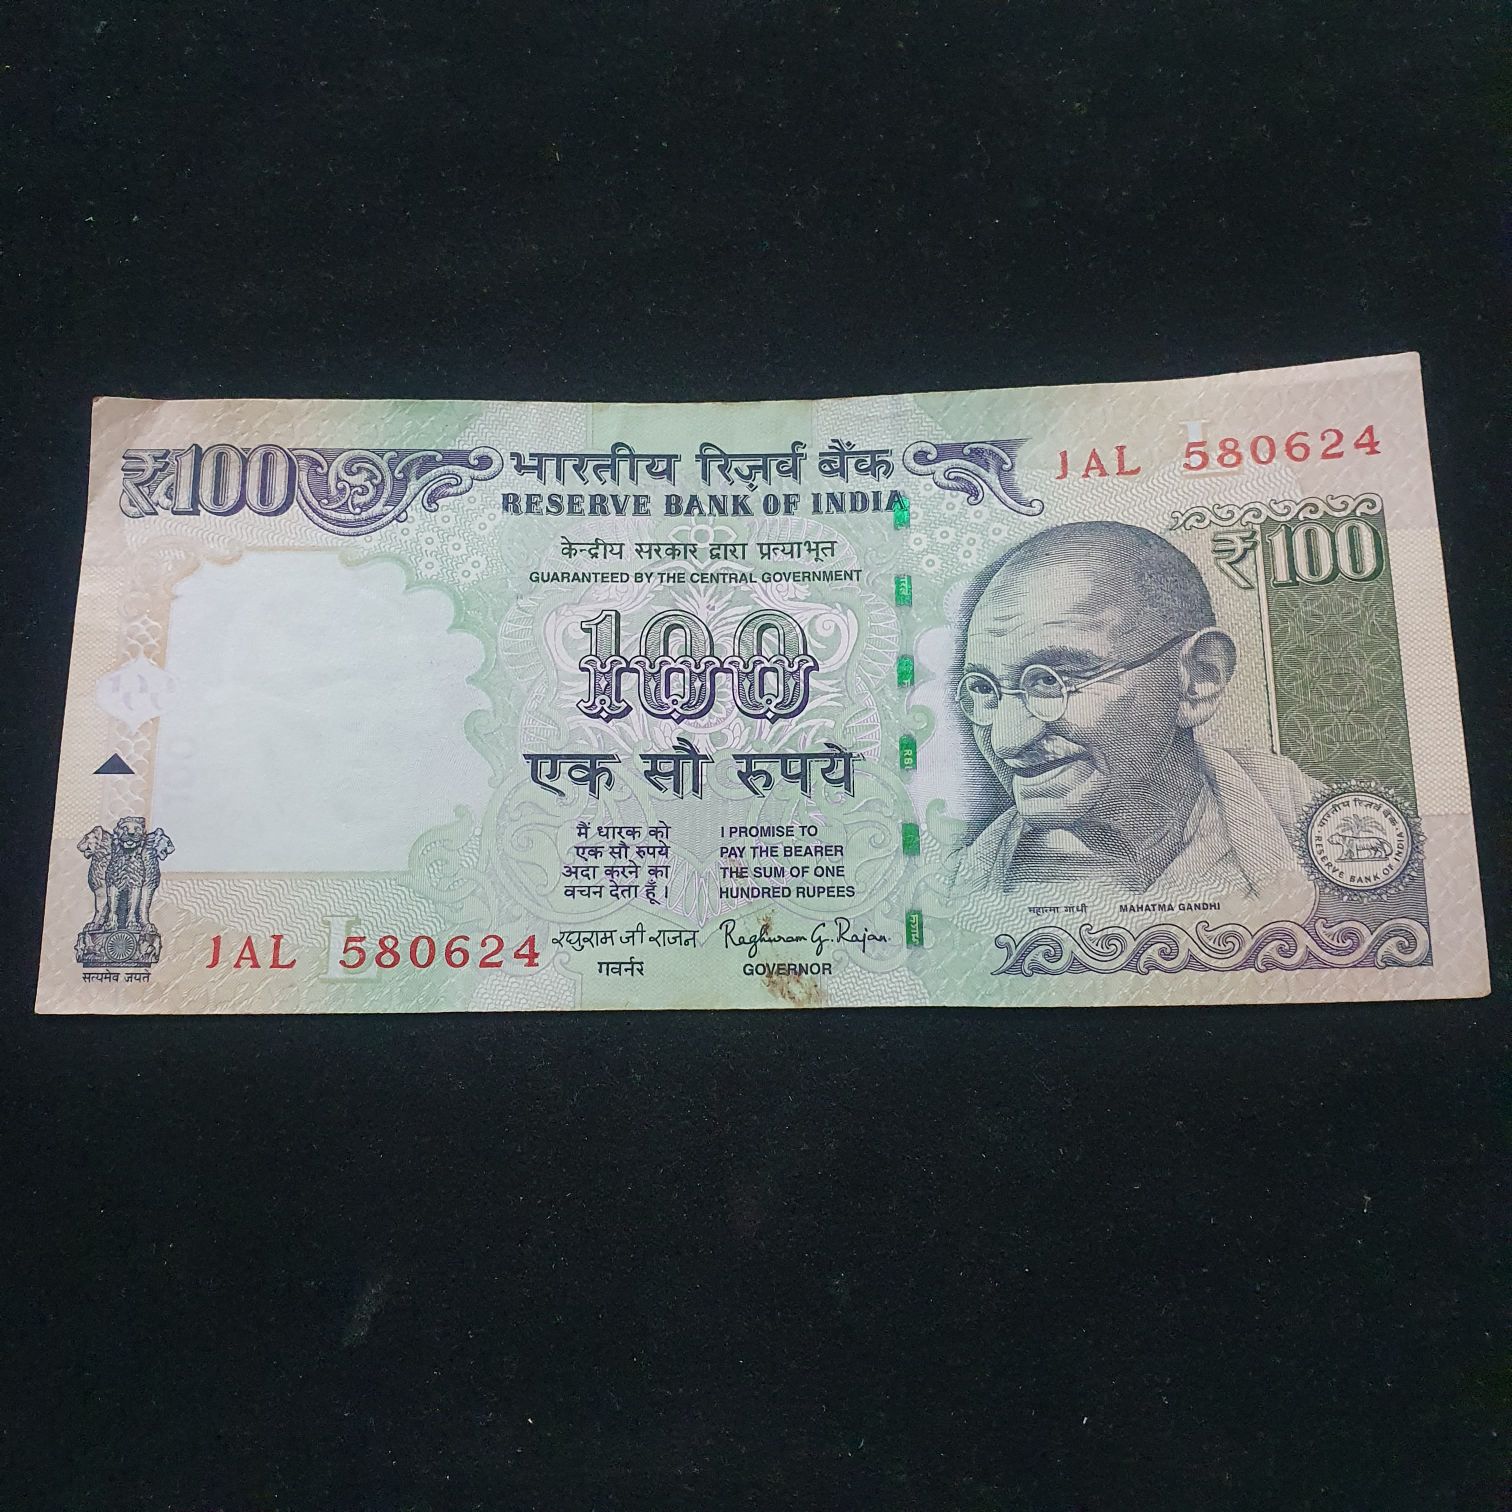 ₹100
भारतीय रिज़र्व बैंक
RESERVE BANK OF INDIA
JAL 580624
केन्द्रीय सरकार द्वारा प्रत्याभूत
GUARANTEED BY THE CENTRAL GOVERNMENT
₹100
100
एक सौ रुपये
मैं धारक को
एक सौ रुपये
अदा करने का
वचन देता हूँ।
I PROMISE TO
PAY THE BEARER
THE SUM OF ONE
HUNDRED RUPEES
रघुराम जी राजन
गवर्नर
Raghuram G. Rajan
GOVERNOR
RBI
महात्मा गांधी
MAHATMA GANDHI
भारतीय रिज़र्व बैंक
RESERVE BANK OF INDIA
सत्यमेव जयते
L
JAL 580624
L